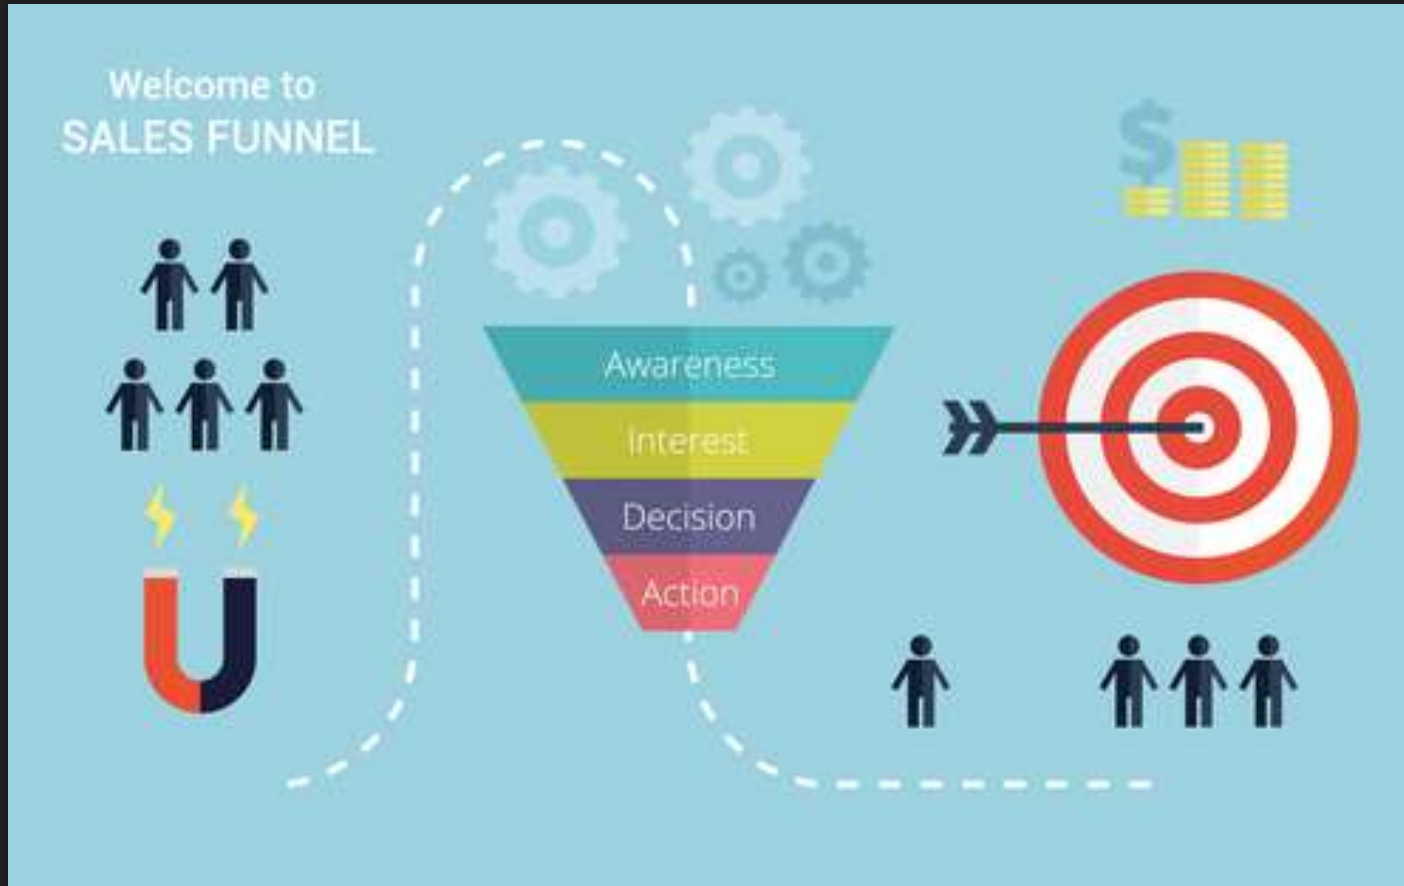 Welcome to
SALES FUNNEL
$
Awareness
Interest
Decision
Action